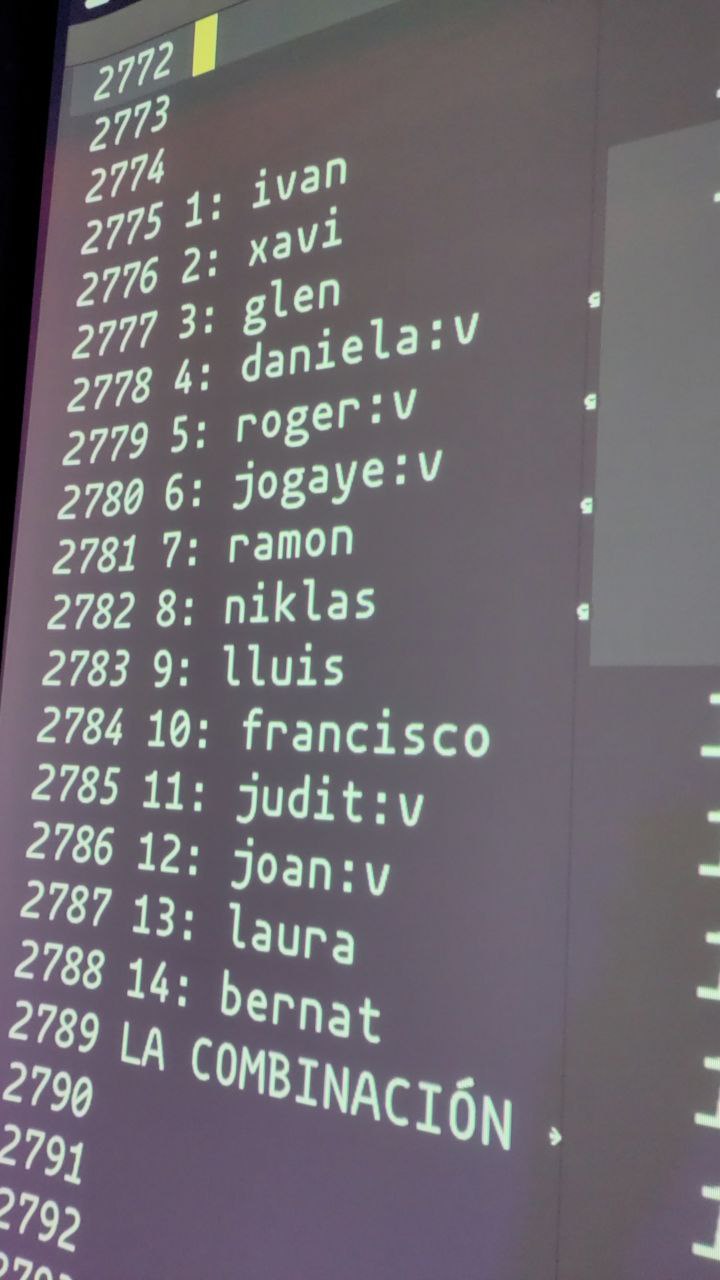 2772
2773
2774
2775 1: ivan
2776 2: xavi
2777 3: glen
2778 4: daniela:v
2779 5: roger:v
2780 6: jogaye:v
2781 7: ramon
2782 8: niklas
2783 9: lluis
2784 10: francisco
2785 11: judit:v
2786 12: joan:v
2787 13: laura
2788 14: bernat
2789 LA COMBINACIÓN
2790
2791
2792